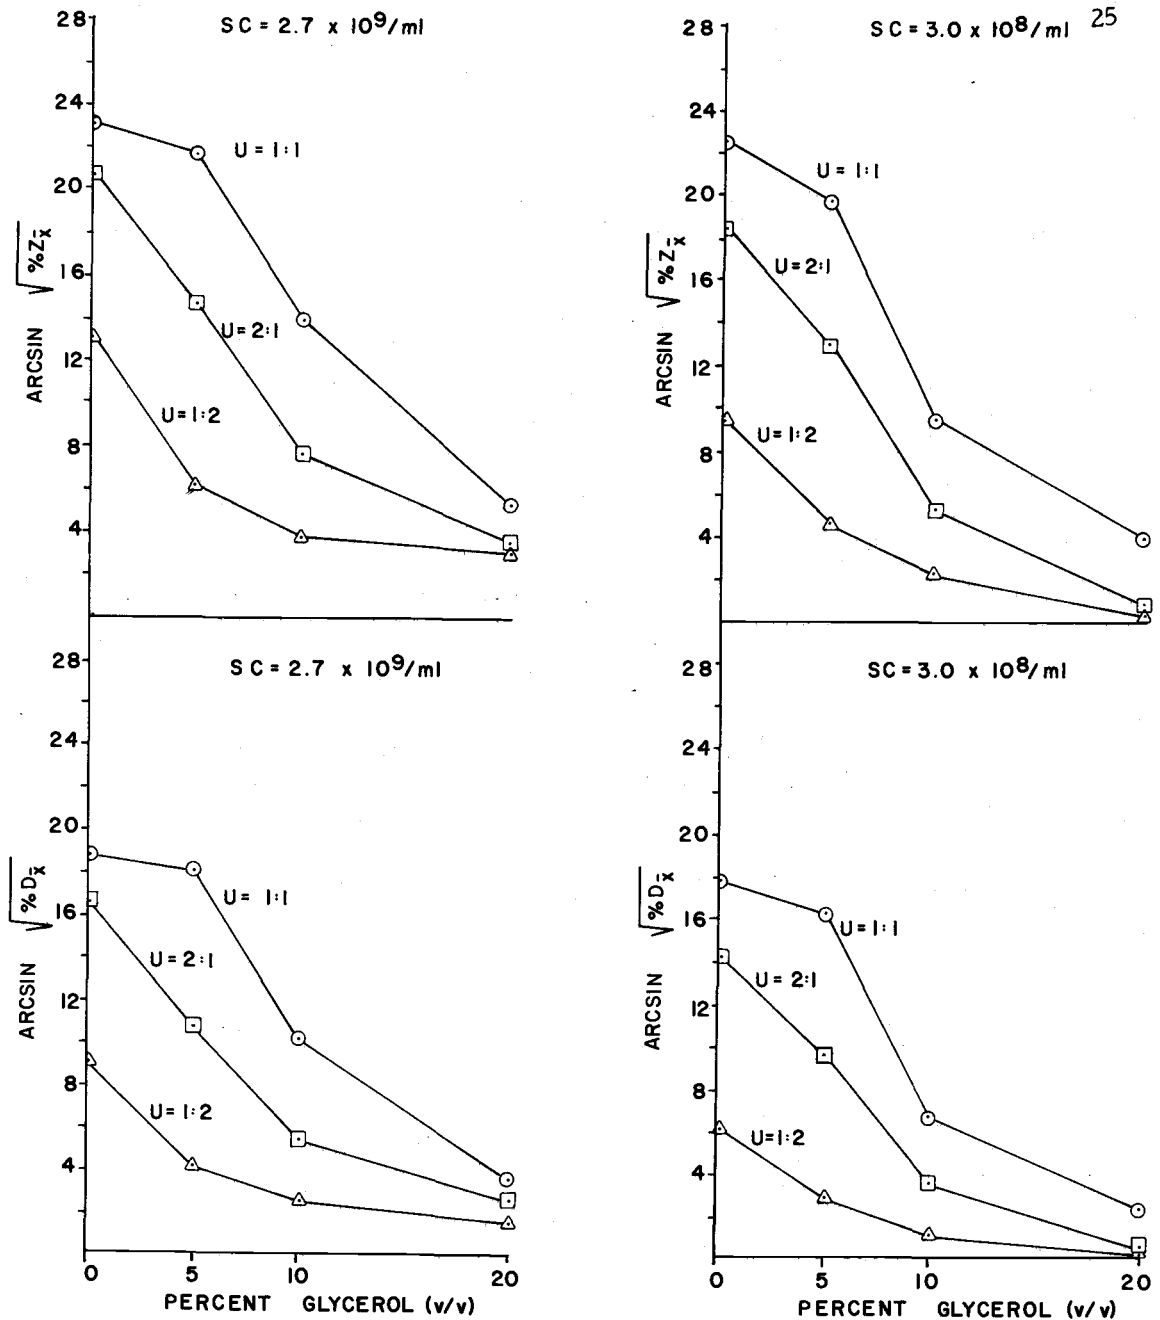 25
SC = 2.7 x 10⁹/ml
28
24
20
16
12
8
4
ARCSIN √%Z_x̄
U = 1:1
U = 2:1
U = 1:2
SC = 3.0 x 10⁸/ml
28
24
20
16
12
8
4
ARCSIN √%Z_x̄
U = 1:1
U = 2:1
U = 1:2
SC = 2.7 x 10⁹/ml
28
24
20
16
12
8
4
ARCSIN √%D_x̄
U = 1:1
U = 2:1
U = 1:2
0 5 10 20
PERCENT GLYCEROL (v/v)
SC = 3.0 x 10⁸/ml
28
24
20
16
12
8
4
ARCSIN √%D_x̄
U = 1:1
U = 2:1
U = 1:2
0 5 10 20
PERCENT GLYCEROL (v/v)